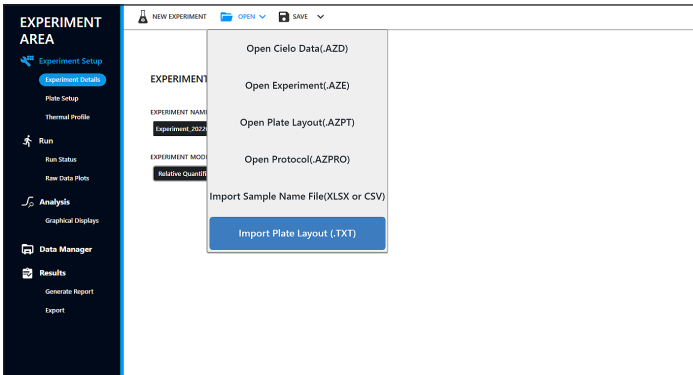 EXPERIMENT
AREA
Experiment Setup
Experiment Details
Plate Setup
Thermal Profile
Run
Run Status
Raw Data Plots
Analysis
Graphical Displays
Data Manager
Results
Generate Report
Export
NEW EXPERIMENT
OPEN
SAVE
Open Cielo Data(.AZD)
Open Experiment(.AZE)
Open Plate Layout(.AZPT)
Open Protocol(.AZPRO)
Import Sample Name File(XLSX or CSV)
Import Plate Layout (.TXT)
EXPERIMENT
EXPERIMENT NAM
Experiment_2022
EXPERIMENT MOD
Relative Quantifi